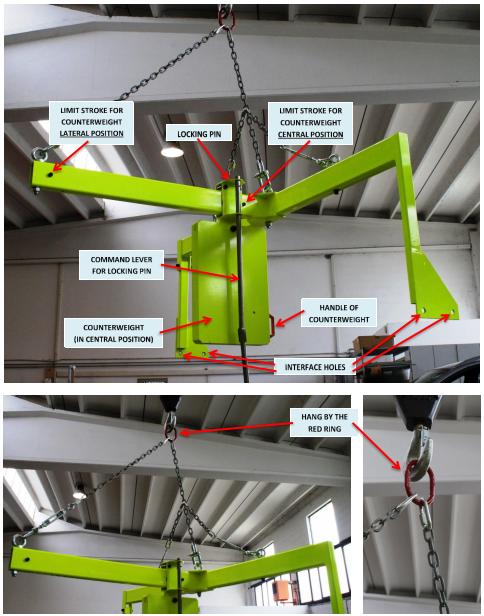 LIMIT STROKE FOR
COUNTERWEIGHT
LATERAL POSITION
LOCKING PIN
LIMIT STROKE FOR
COUNTERWEIGHT
CENTRAL POSITION
COMMAND LEVER
FOR LOCKING PIN
HANDLE OF
COUNTERWEIGHT
COUNTERWEIGHT
(IN CENTRAL POSITION)
INTERFACE HOLES
HANG BY THE
RED RING